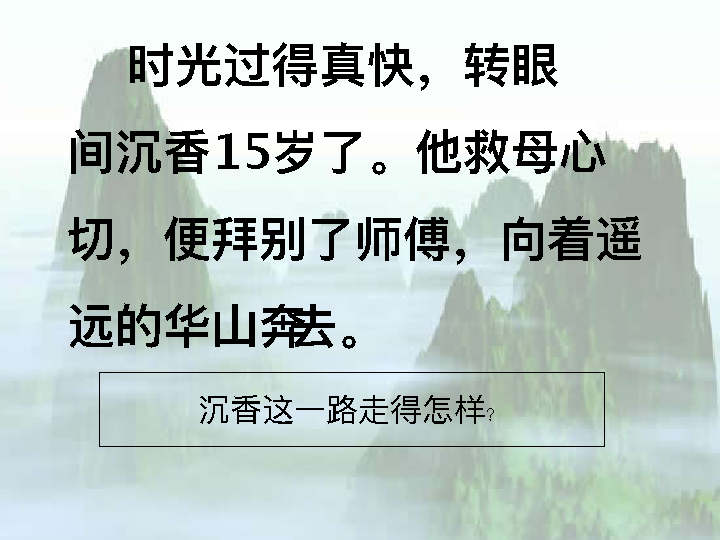 时光过得真快，转眼
间沉香15岁了。他救母心
切，便拜别了师傅，向着遥
远的华山奔去。
沉香这一路走得怎样?